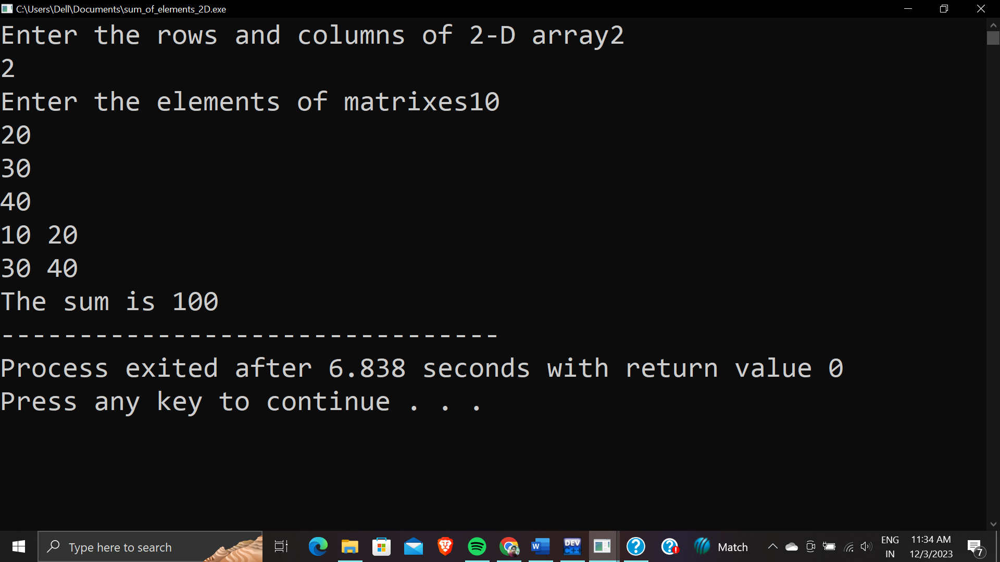 C:\Users\Dell\Documents\sum_of_elements_2D.exe
Enter the rows and columns of 2-D array2
2
Enter the elements of matrixes10
20
30
40
10 20
30 40
The sum is 100
--------------------------------
Process exited after 6.838 seconds with return value 0
Press any key to continue . . .
Type here to search
W
DEV
C++
?
?
!
Match
ENG
IN
11:34 AM
12/3/2023
7